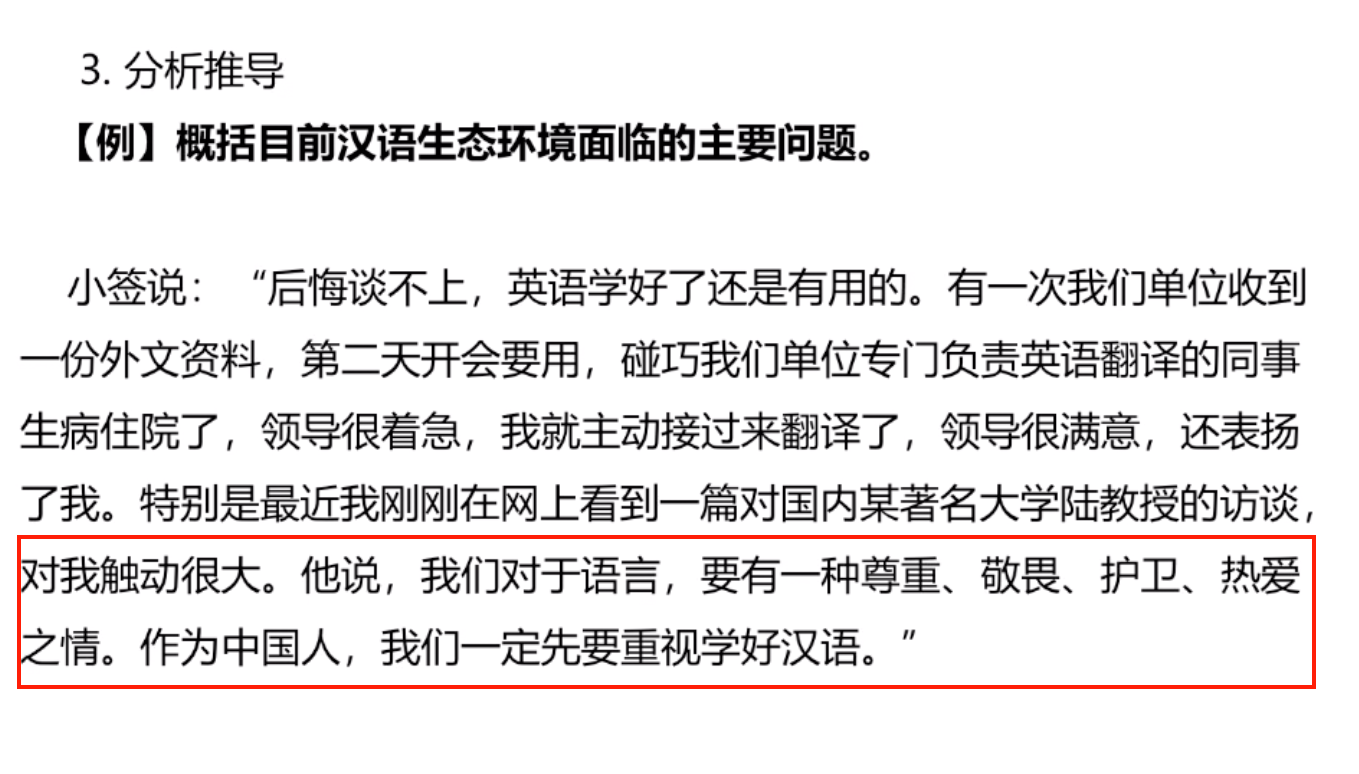 3. 分析推导
【例】概括目前汉语生态环境面临的主要问题。
小签说：“后悔谈不上，英语学好了还是有用的。有一次我们单位收到
一份外文资料，第二天开会要用，碰巧我们单位专门负责英语翻译的同事
生病住院了，领导很着急，我就主动接过来翻译了，领导很满意，还表扬
了我。特别是最近我刚刚在网上看到一篇对国内某著名大学陆教授的访谈，
对我触动很大。他说，我们对于语言，要有一种尊重、敬畏、护卫、热爱
之情。作为中国人，我们一定先要重视学好汉语。”